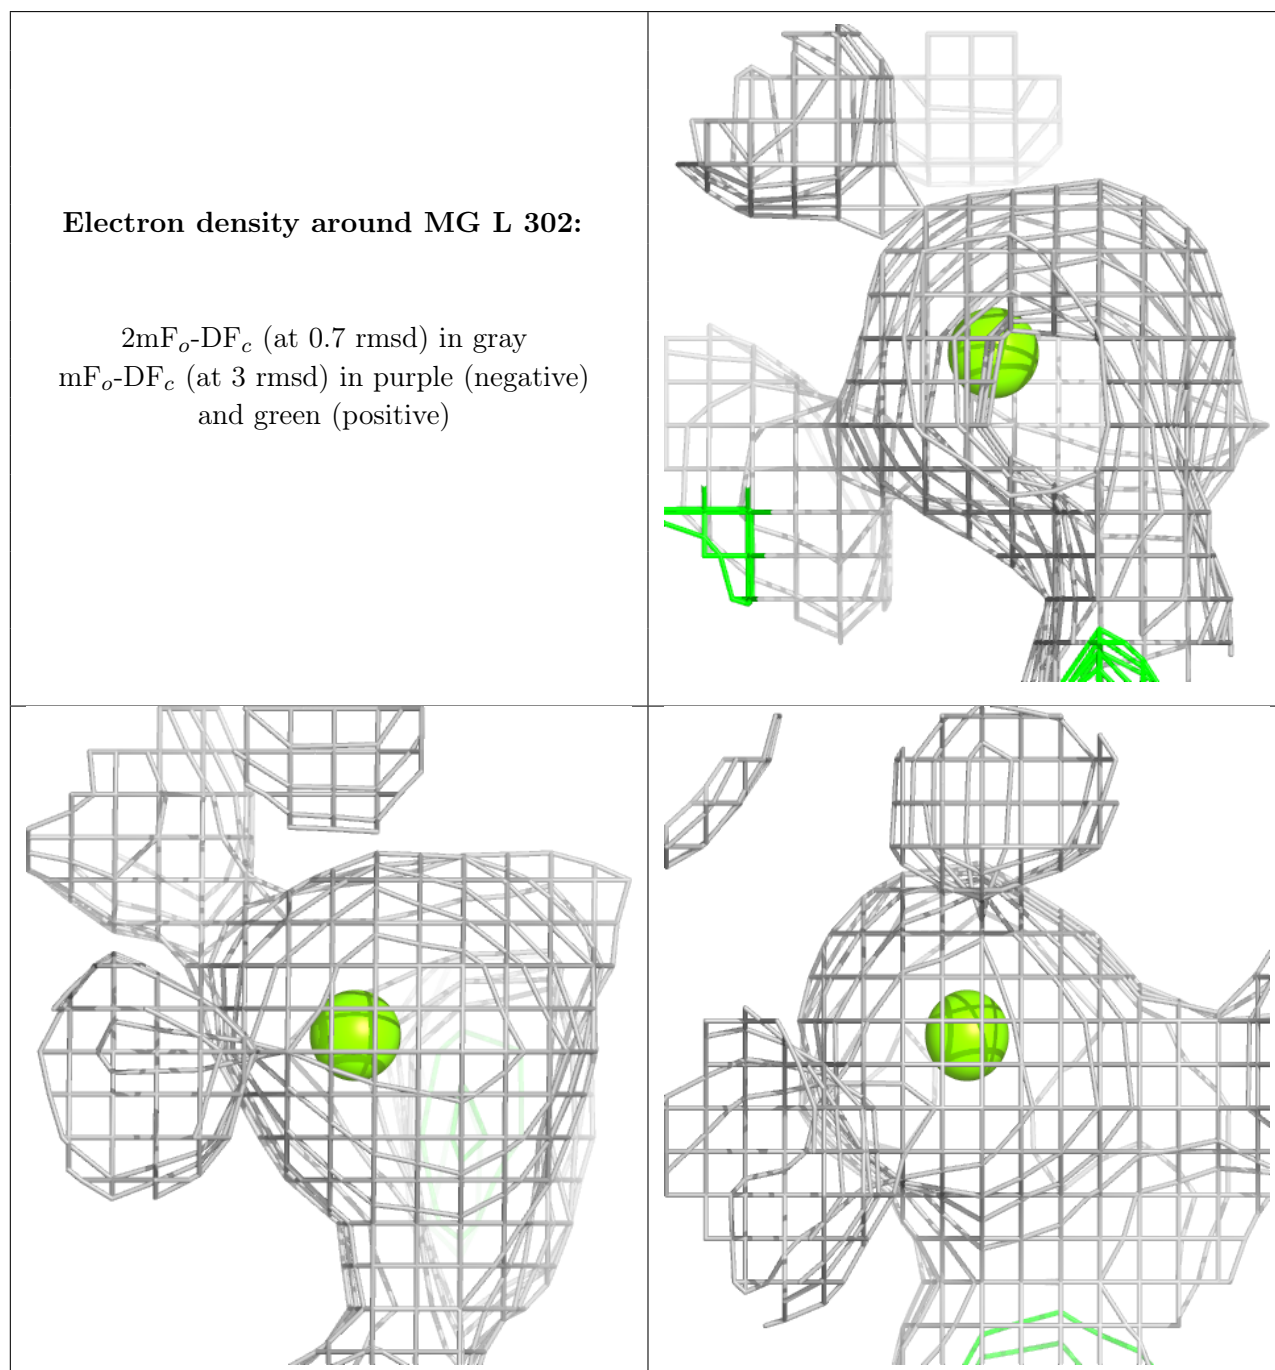 Electron density around MG L 302:
2mFo-DFc (at 0.7 rmsd) in gray
mFo-DFc (at 3 rmsd) in purple (negative)
and green (positive)